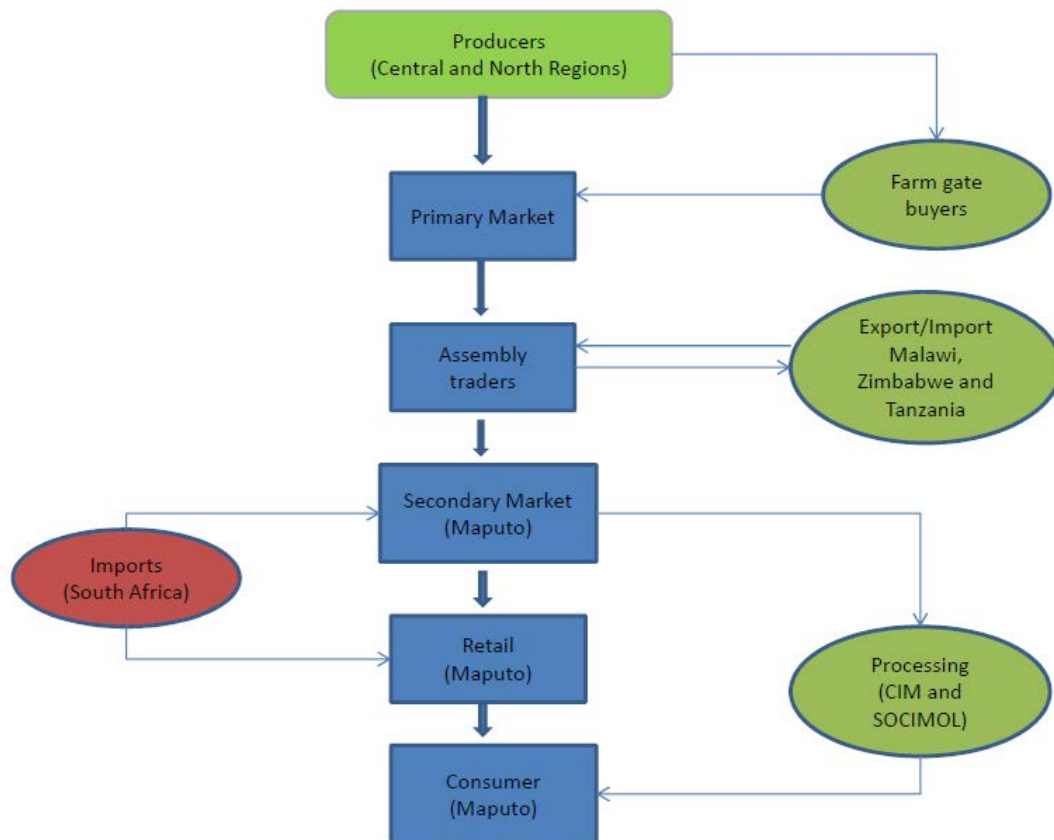 Producers
(Central and North Regions)
Farm gate
buyers
Primary Market
Export/Import
Malawi,
Zimbabwe and
Tanzania
Assembly
traders
Secondary Market
(Maputo)
Imports
(South Africa)
Retail
(Maputo)
Processing
(CIM and
SOCIMOL)
Consumer
(Maputo)